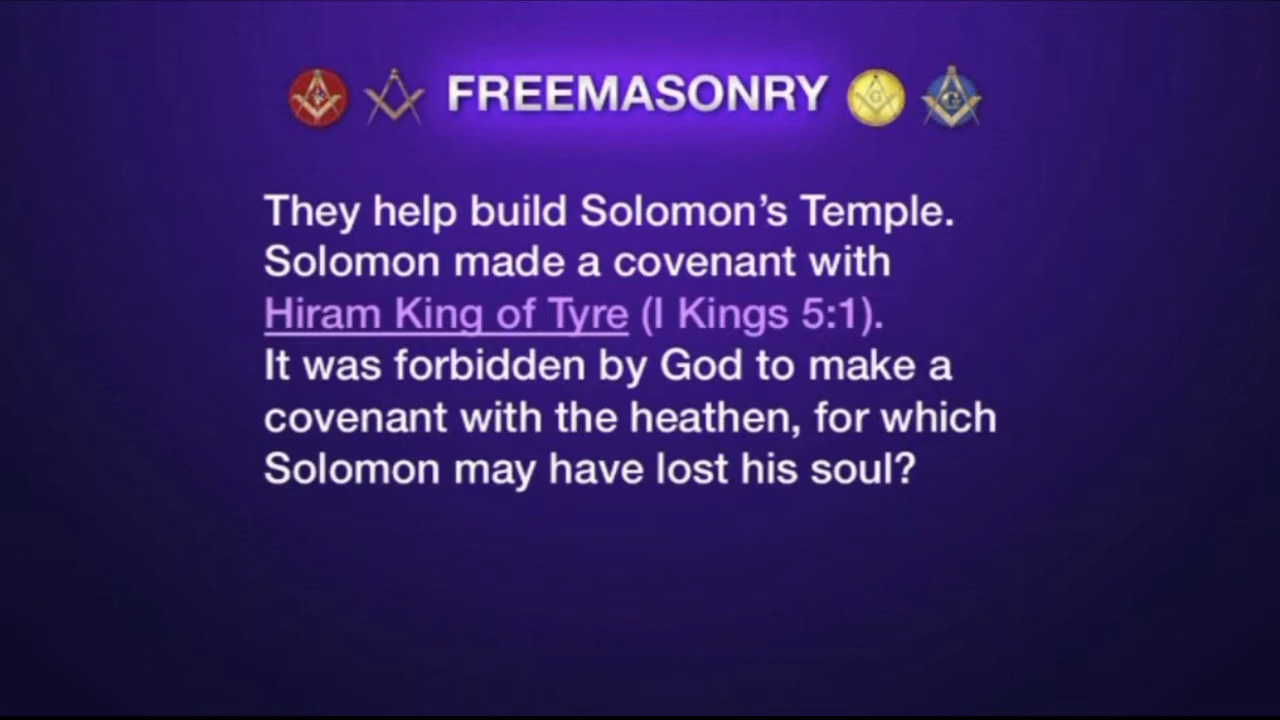 FREEMASONRY
They help build Solomon’s Temple.
Solomon made a covenant with
Hiram King of Tyre (I Kings 5:1).
It was forbidden by God to make a
covenant with the heathen, for which
Solomon may have lost his soul?